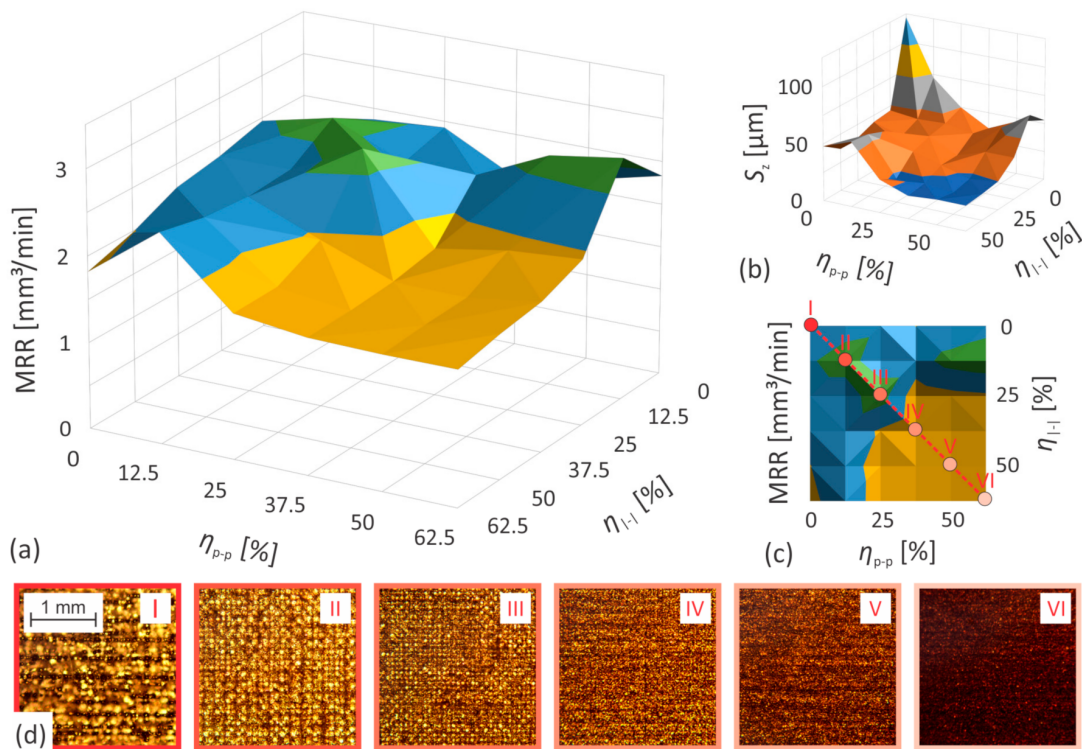 MRR [mm³/min]
3
2
1
0
0
12.5
25
37.5
50
62.5
ηp-p [%]
62.5
50
37.5
25
12.5
0
ηl-l [%]
(a)
Sz [µm]
100
50
0
0
25
50
ηp-p [%]
50
25
0
ηl-l [%]
(b)
MRR [mm³/min]
I
II
III
IV
V
VI
0
25
50
ηl-l [%]
0
25
50
ηp-p [%]
(c)
1 mm
I
II
III
IV
V
VI
(d)